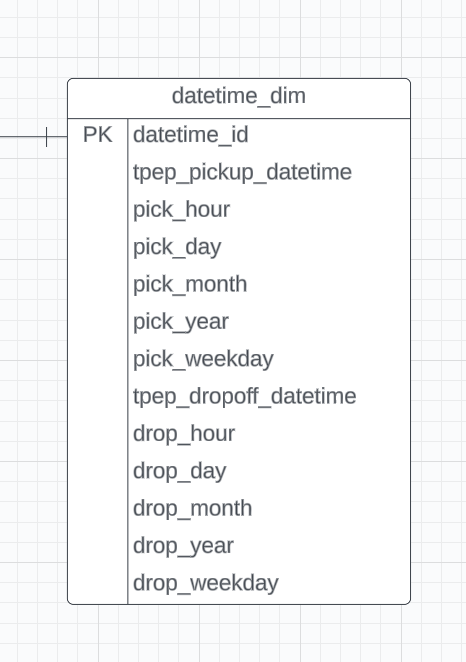 datetime_dim
PK datetime_id
tpep_pickup_datetime
pick_hour
pick_day
pick_month
pick_year
pick_weekday
tpep_dropoff_datetime
drop_hour
drop_day
drop_month
drop_year
drop_weekday